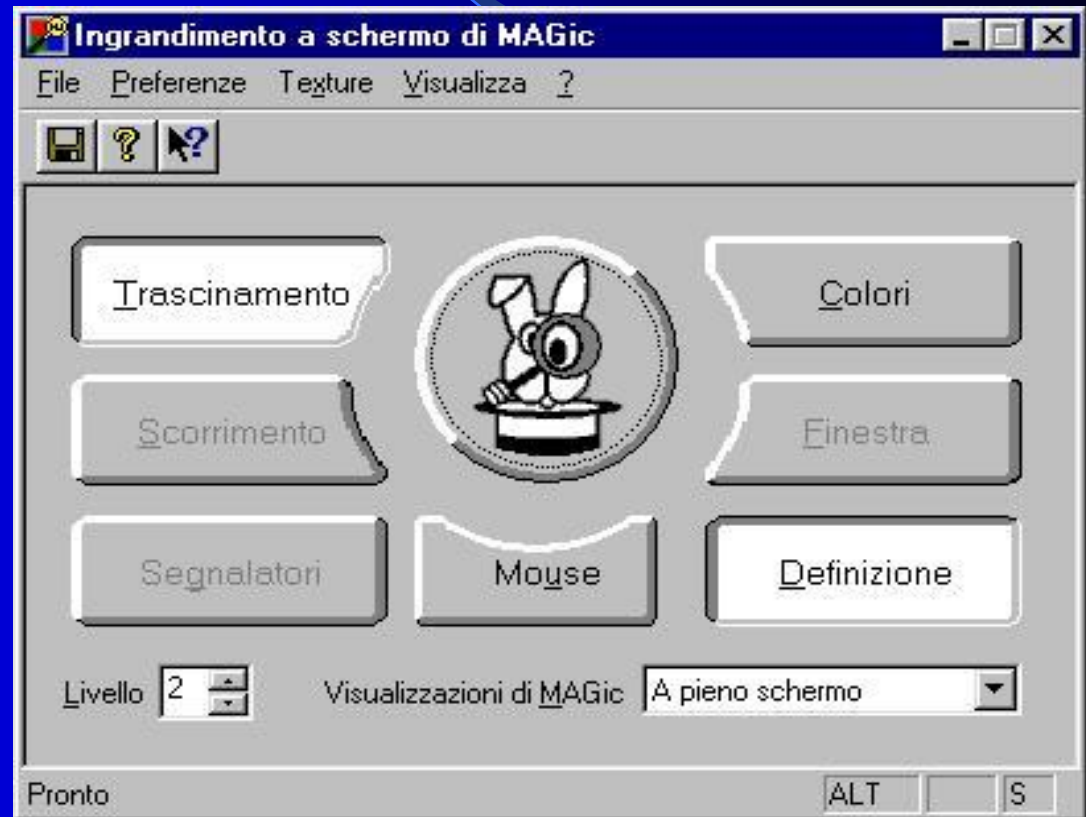 Ingrandimento a schermo di MAGic
File Preferenze Texture Visualizza ?
Trascinamento
Colori
Scorrimento
Finestra
Segnalatori
Mouse
Definizione
Livello 2 Visualizzazioni di MAGic A pieno schermo
Pronto ALT S